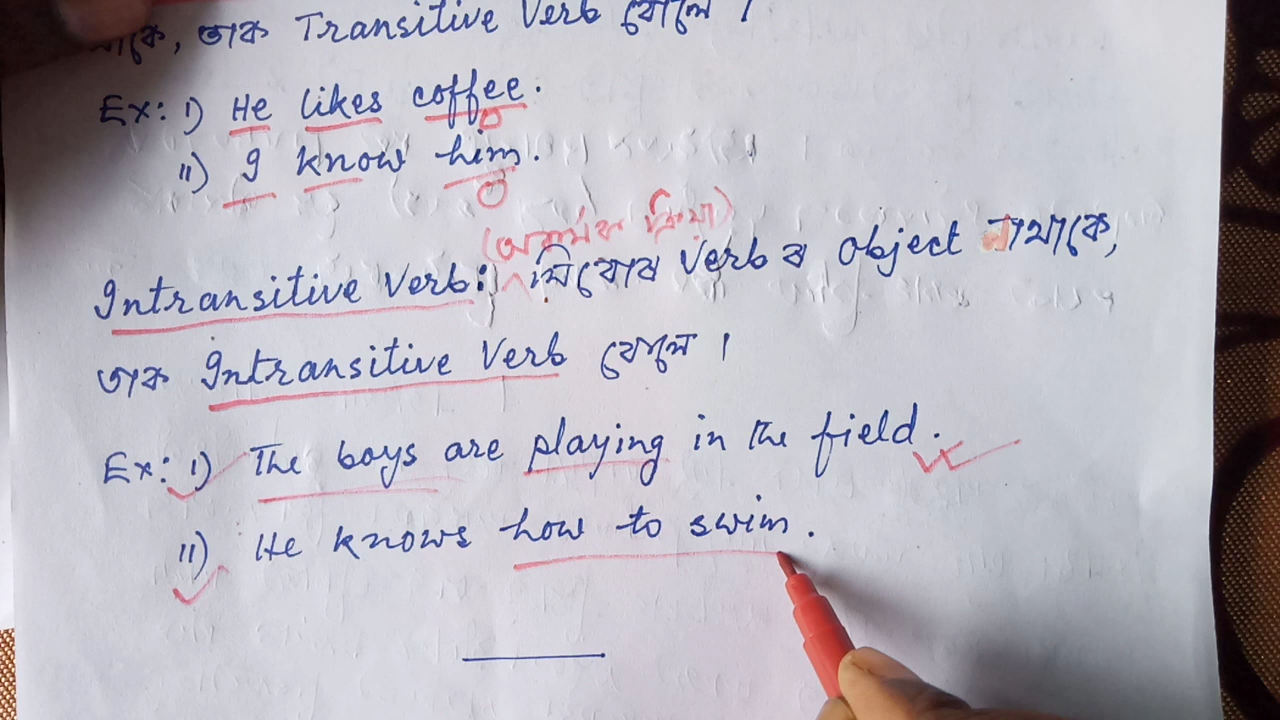 থাকে, তাক Transitive Verb বোলে ।
Ex: i) He likes coffee.
ii) I know him.
(অকৰ্মক ক্ৰিয়া)
Intransitive Verb: যিবোৰ Verb ৰ object নাথাকে,
তাক Intransitive Verb বোলে ।
Ex: i) The boys are playing in the field.
ii) He knows how to swim.